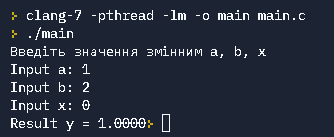 > clang-7 -pthread -lm -o main main.c
> ./main
Введіть значення змінним a, b, x
Input a: 1
Input b: 2
Input x: 0
Result y = 1.0000>